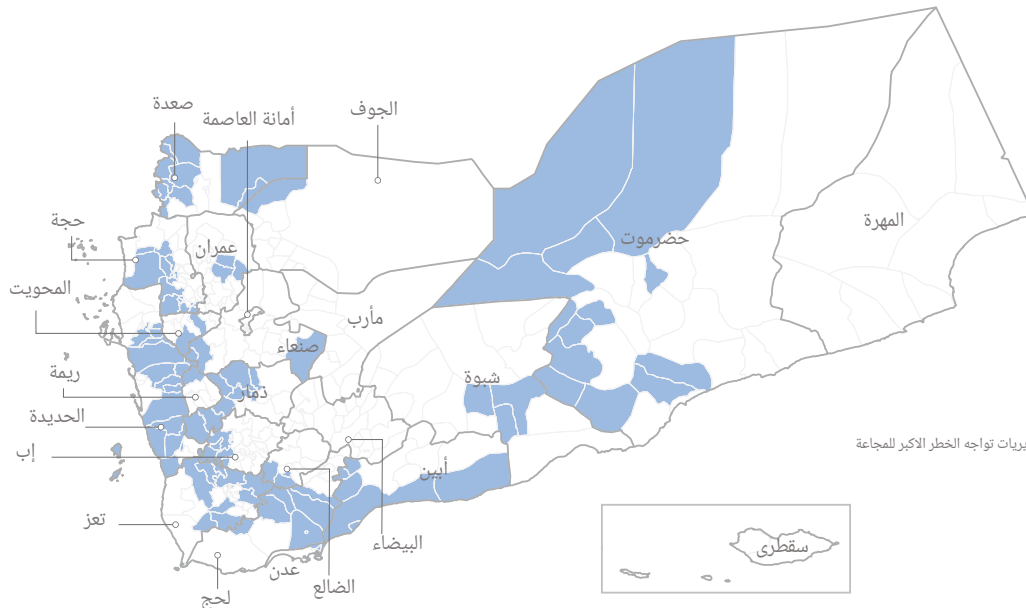 صعدة
أمانة العاصمة
الجوف
حجة
عمران
حضرموت
المهرة
المحويت
مأرب
صنعاء
ريمة
ذمار
شبوة
الحديدة
يريات تواجه الخطر الاكبر للمجاعة
إب
أبين
تعز
البيضاء
سقطرى
عدن
الضالع
لحج